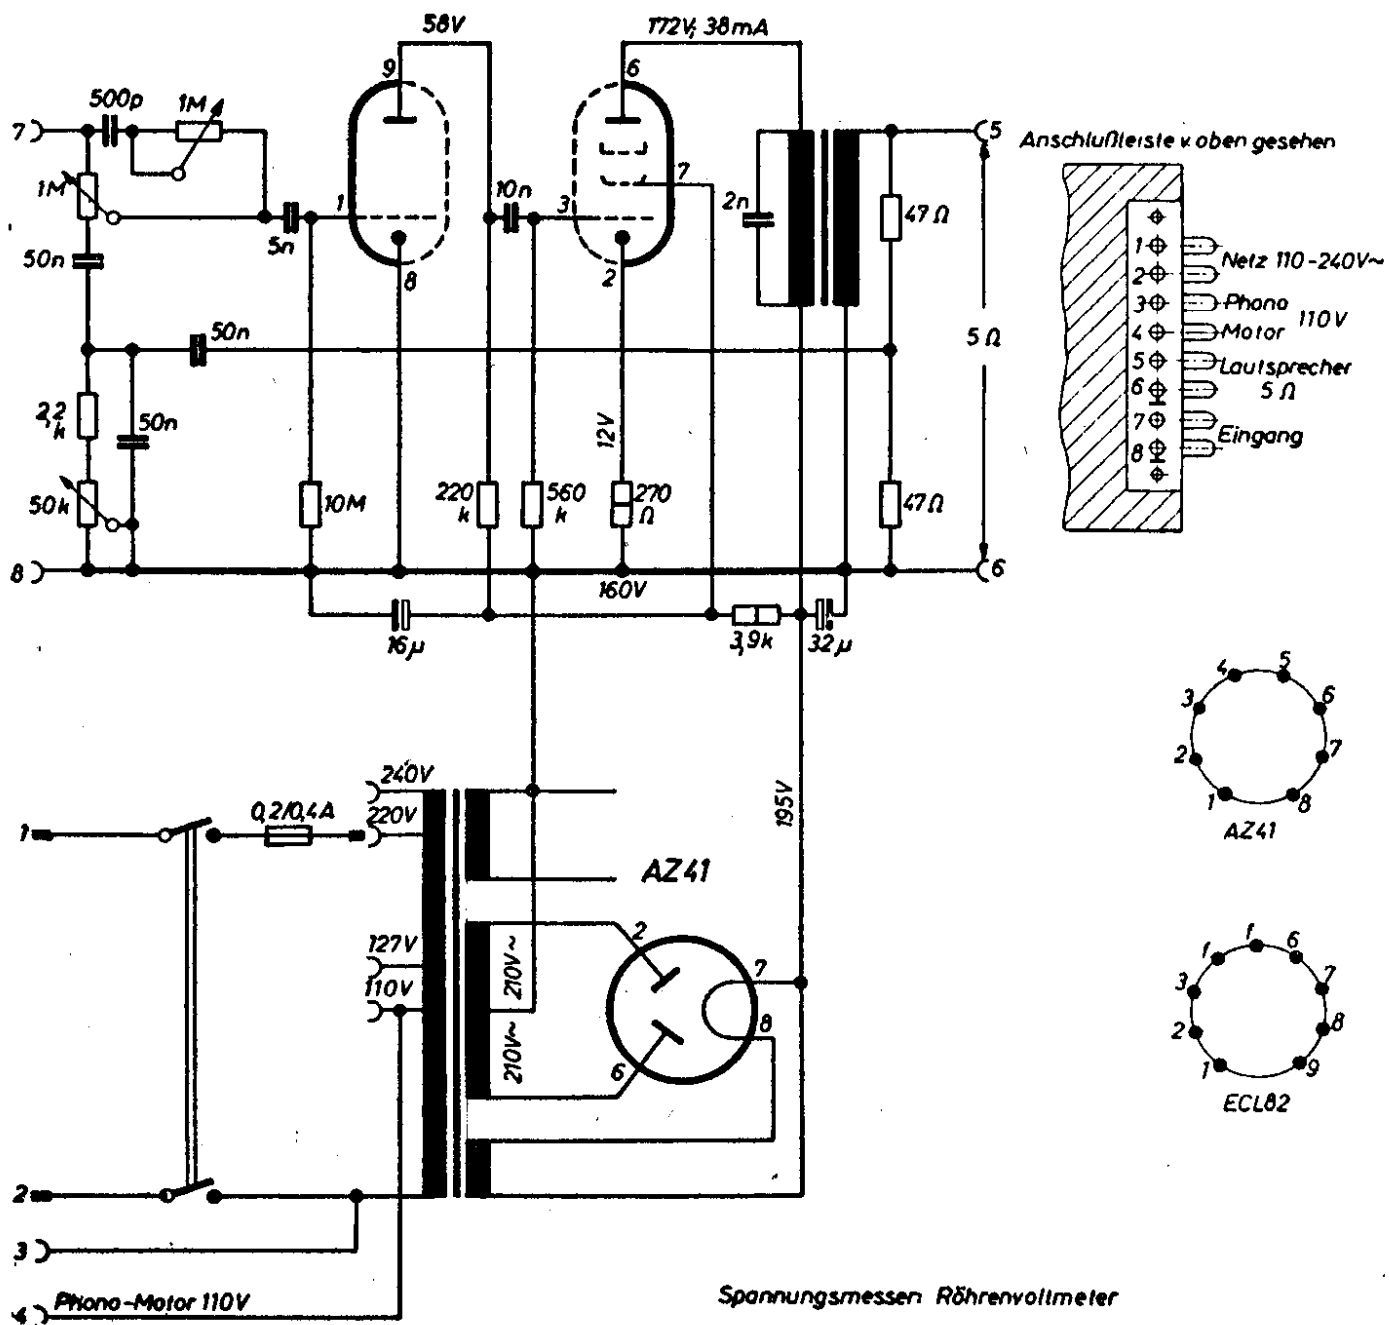 58V
172V; 38mA
9
6
500p
1M
7
5
Anschlußleiste v. oben gesehen
1M
7
10n
1
3
2n
47Ω
5n
1
Netz 110-240V~
50n
8
2
2
3
Phono
110V
50n
5Ω
4
Motor
5
Lautsprecher
2,2
k
50n
12V
6
5Ω
7
Eingang
8
50k
10M
220
k
560
k
270
Ω
47Ω
8
160V
6
16µ
3,9k
32µ
4
5
3
6
2
7
1
8
AZ41
240V
195V
0,2/0,4A
1
220V
AZ41
127V
2
7
110V
210V~
210V~
8
6
f
f
6
3
7
2
8
1
9
ECL82
2
3
4
Phono-Motor 110V
Spannungsmessen Röhrenvoltmeter